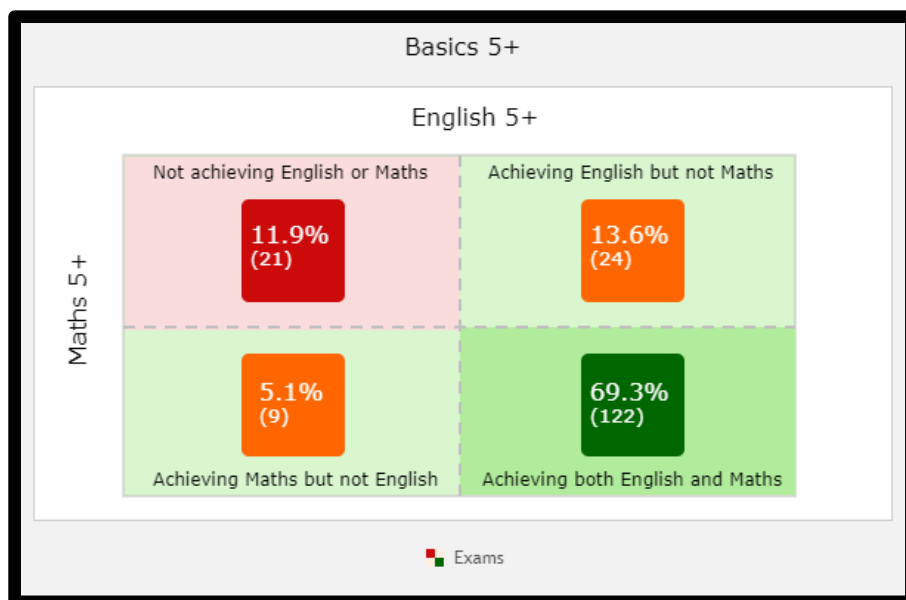 Basics 5+
English 5+
Maths 5+
Not achieving English or Maths
11.9%
(21)
Achieving English but not Maths
13.6%
(24)
5.1%
(9)
Achieving Maths but not English
69.3%
(122)
Achieving both English and Maths
Exams